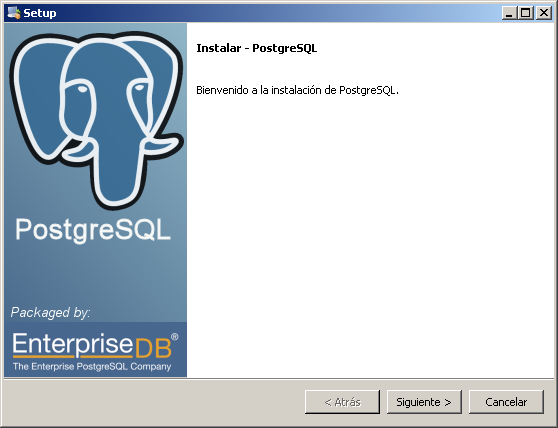 Setup
Instalar - PostgreSQL
Bienvenido a la instalación de PostgreSQL.
PostgreSQL
Packaged by:
EnterpriseDB®
The Enterprise PostgreSQL Company
< Atrás
Siguiente >
Cancelar